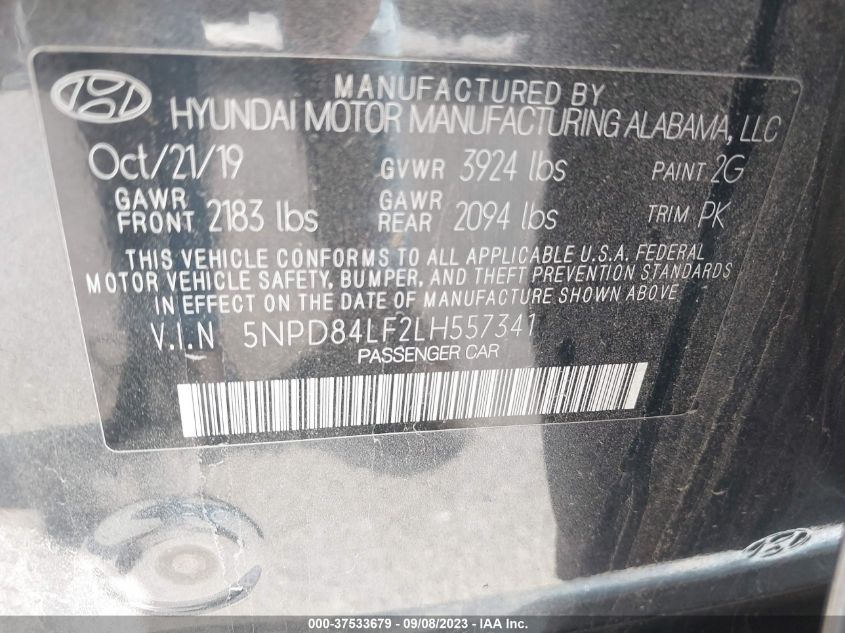 MANUFACTURED BY
HYUNDAI MOTOR MANUFACTURING ALABAMA, LLC
Oct/21/19 GVWR 3924 lbs PAINT 2G
GAWR FRONT 2183 lbs GAWR REAR 2094 lbs TRIM PK
THIS VEHICLE CONFORMS TO ALL APPLICABLE U.S.A. FEDERAL
MOTOR VEHICLE SAFETY, BUMPER, AND THEFT PREVENTION STANDARDS
IN EFFECT ON THE DATE OF MANUFACTURE SHOWN ABOVE
V.I.N 5NPD84LF2LH557341
PASSENGER CAR
000-37533679 - 09/08/2023 - IAA Inc.